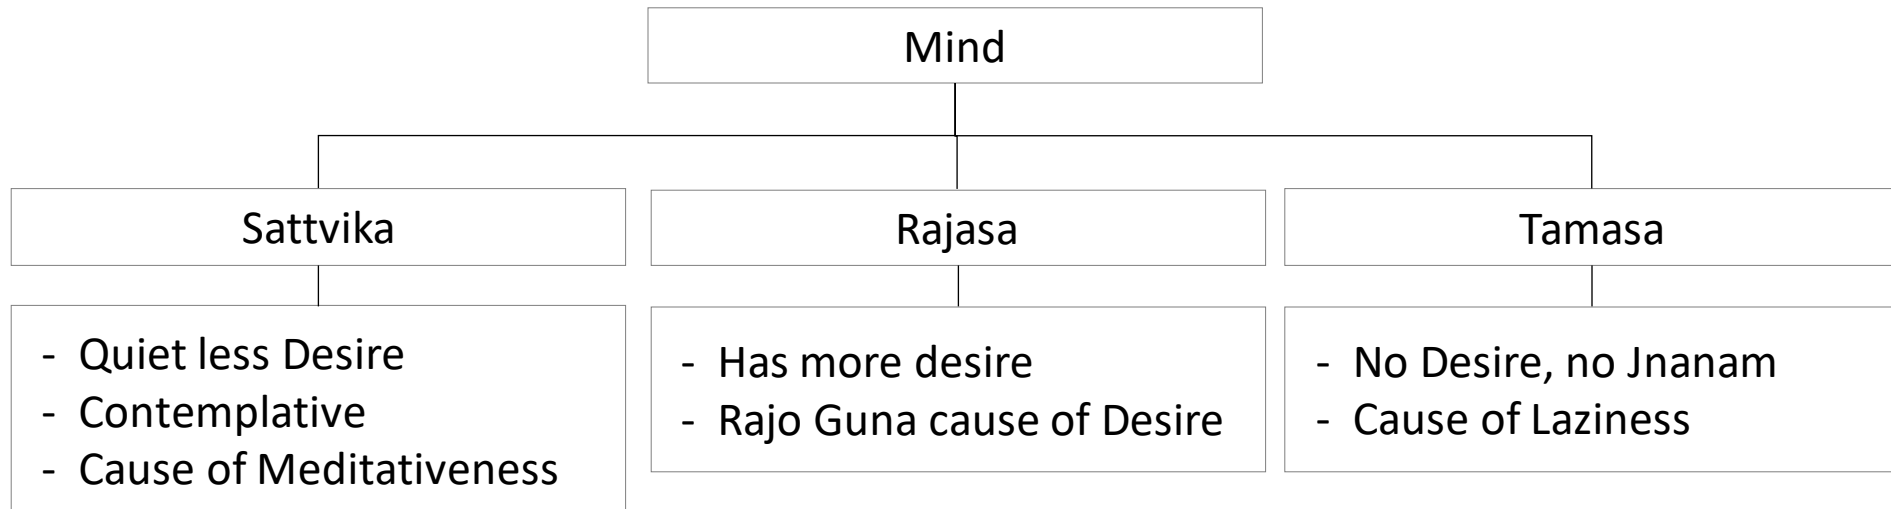 Mind
Sattvika
Rajasa
Tamasa
- Quiet less Desire
- Contemplative
- Cause of Meditativeness
- Has more desire
- Rajo Guna cause of Desire
- No Desire, no Jnanam
- Cause of Laziness